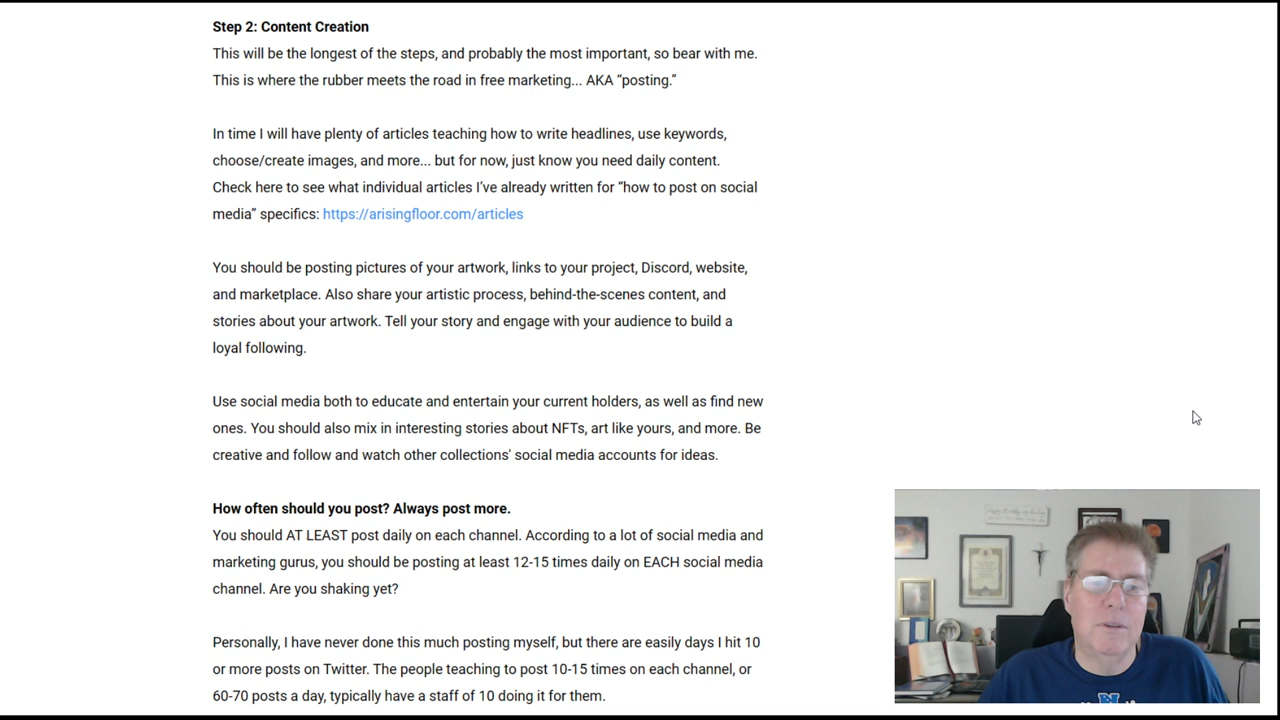 Step 2: Content Creation
This will be the longest of the steps, and probably the most important, so bear with me.
This is where the rubber meets the road in free marketing... AKA “posting.”
In time I will have plenty of articles teaching how to write headlines, use keywords,
choose/create images, and more... but for now, just know you need daily content.
Check here to see what individual articles I’ve already written for “how to post on social
media” specifics: https://arisingfloor.com/articles
You should be posting pictures of your artwork, links to your project, Discord, website,
and marketplace. Also share your artistic process, behind-the-scenes content, and
stories about your artwork. Tell your story and engage with your audience to build a
loyal following.
Use social media both to educate and entertain your current holders, as well as find new
ones. You should also mix in interesting stories about NFTs, art like yours, and more. Be
creative and follow and watch other collections' social media accounts for ideas.
How often should you post? Always post more.
You should AT LEAST post daily on each channel. According to a lot of social media and
marketing gurus, you should be posting at least 12-15 times daily on EACH social media
channel. Are you shaking yet?
Personally, I have never done this much posting myself, but there are easily days I hit 10
or more posts on Twitter. The people teaching to post 10-15 times on each channel, or
60-70 posts a day, typically have a staff of 10 doing it for them.